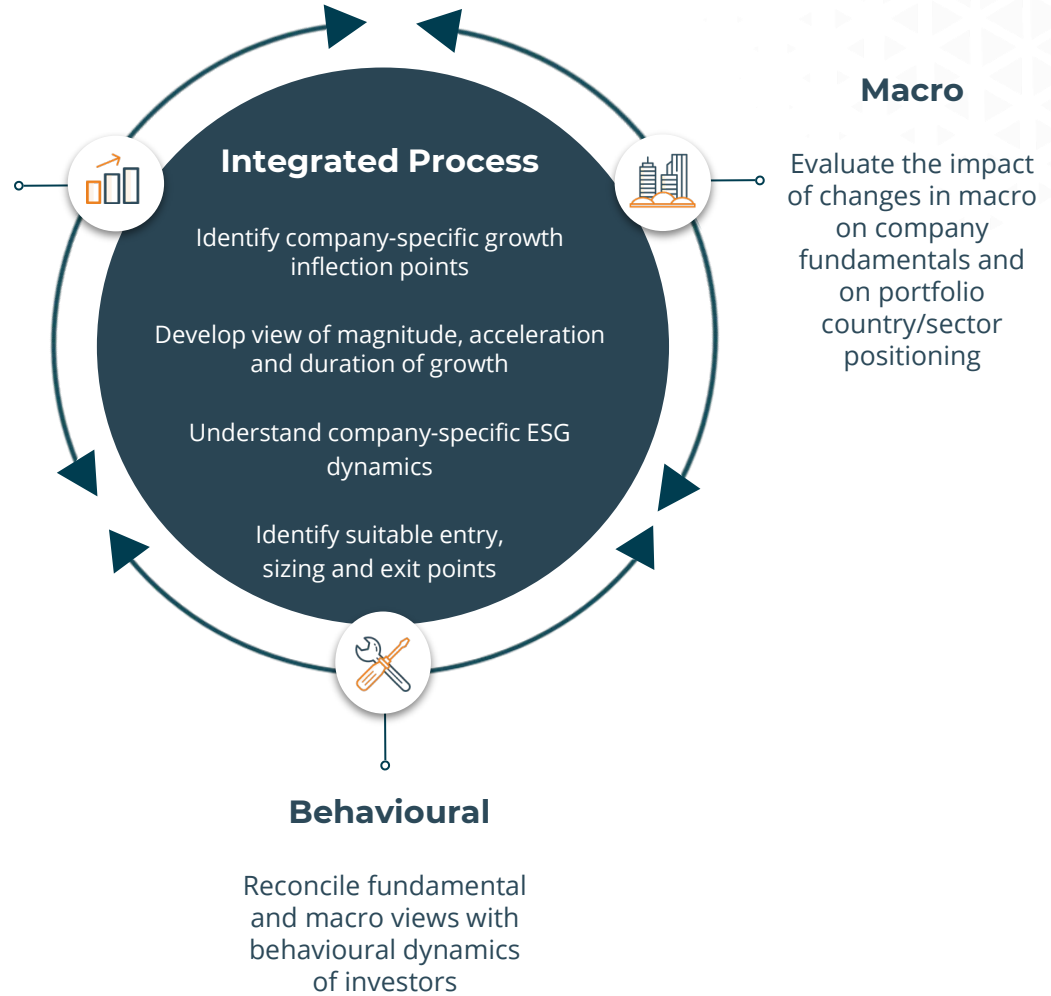 Integrated Process
Identify company-specific growth
inflection points
Develop view of magnitude, acceleration
and duration of growth
Understand company-specific ESG
dynamics
Identify suitable entry,
sizing and exit points
Macro
Evaluate the impact
of changes in macro
on company
fundamentals and
on portfolio
country/sector
positioning
Behavioural
Reconcile fundamental
and macro views with
behavioural dynamics
of investors